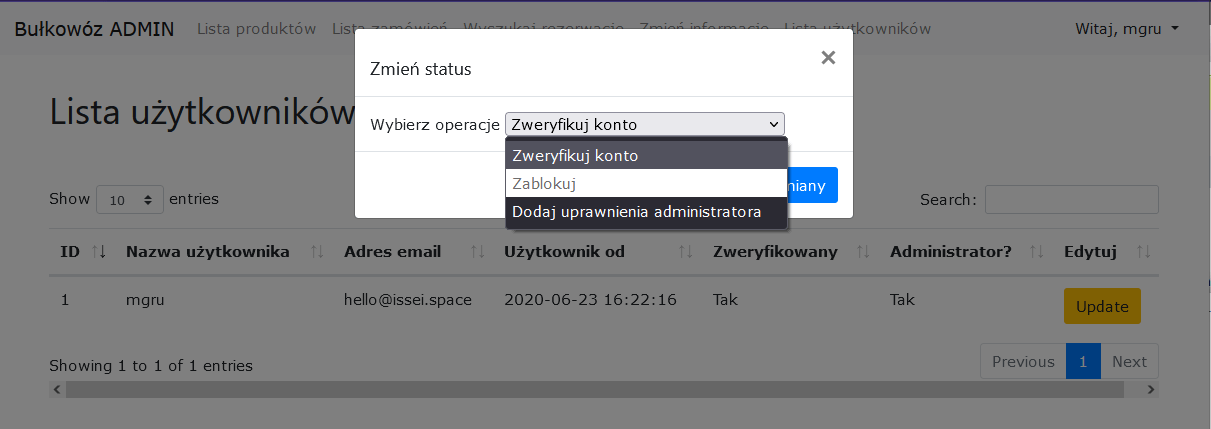 Bułkowóz ADMIN Lista produktów Lista zamówień Wyszukaj rezerwacje Zmień informacje Lista użytkowników Witaj, mgru
Zmień status ×
Lista użytkowników
Wybierz operacje Zweryfikuj konto
Zweryfikuj konto
Zablokuj
miany
Dodaj uprawnienia administratora
Show 10 entries Search:
ID Nazwa użytkownika Adres email Użytkownik od Zweryfikowany Administrator? Edytuj
1 mgru hello@issei.space 2020-06-23 16:22:16 Tak Tak Update
Showing 1 to 1 of 1 entries Previous 1 Next